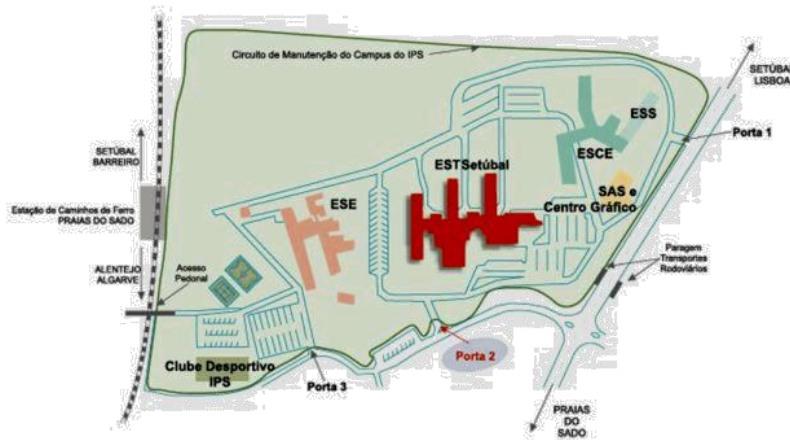 Circuito de Manutenção do Campus do IPS
SETÚBAL
LISBOA
ESS
Porta 1
ESCE
SETÚBAL
BARREIRO
ESTSetúbal
SAS e
Centro Gráfico
ESE
Estação de Caminhos de Ferro
PRAIAS DO SADO
Paragem
Transportes
Rodoviários
ALENTEJO
ALGARVE
Acesso
Pedonal
Porta 2
Clube Desportivo
IPS
Porta 3
PRAIAS
DO
SADO